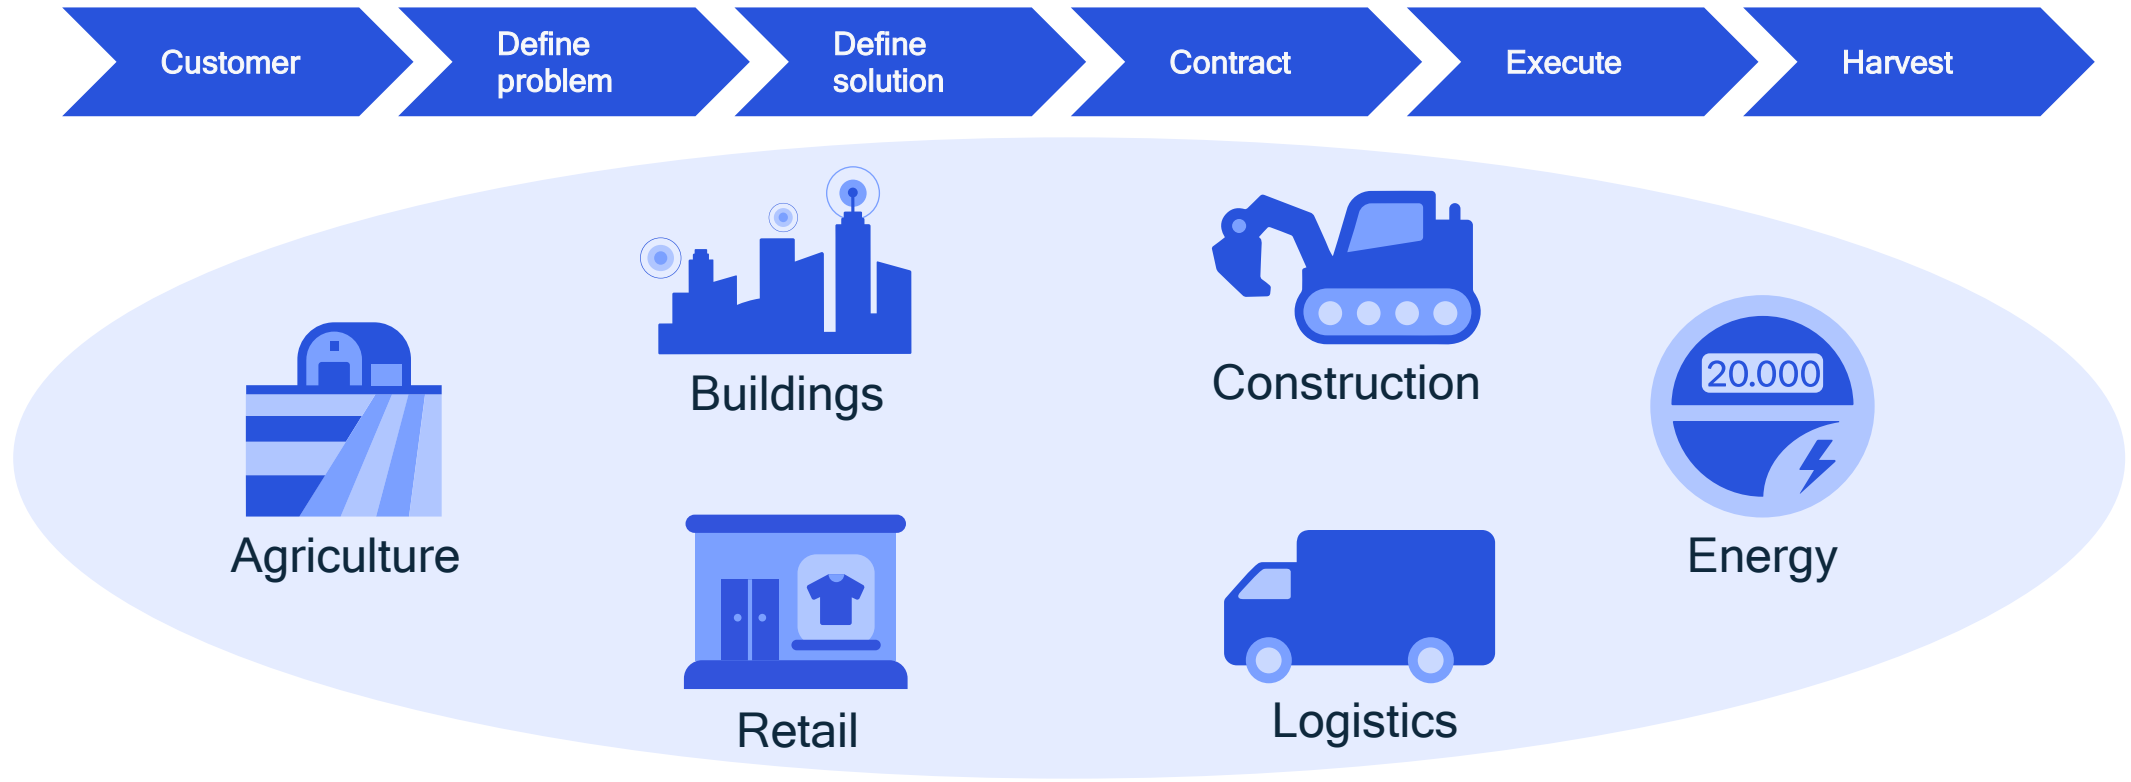 Customer
Define
problem
Define
solution
Contract
Execute
Harvest
Buildings
Construction
20.000
Agriculture
Energy
Retail
Logistics